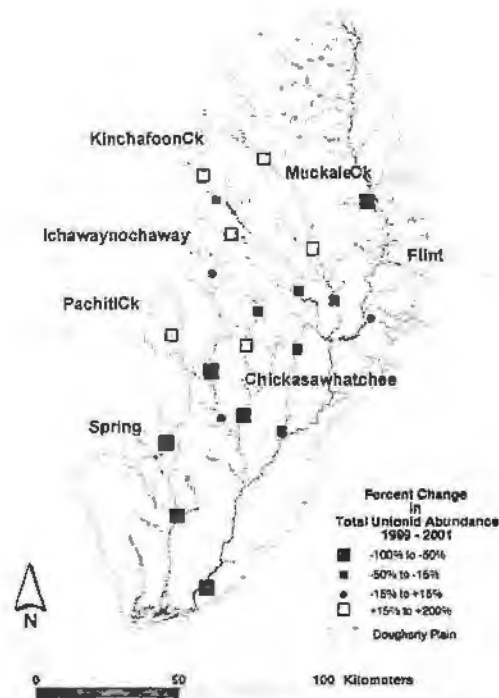 KinchafoonCk
MuckaleCk
Ichawaynochaway
Flint
PachitlCk
Chickasawhatchee
Spring
Percent Change
in
Total Unionid Abundance
1999 - 2001
-100% to -50%
-50% to -15%
-15% to +15%
+15% to +200%
Dougherty Plain
N
0 50 100 Kilometers